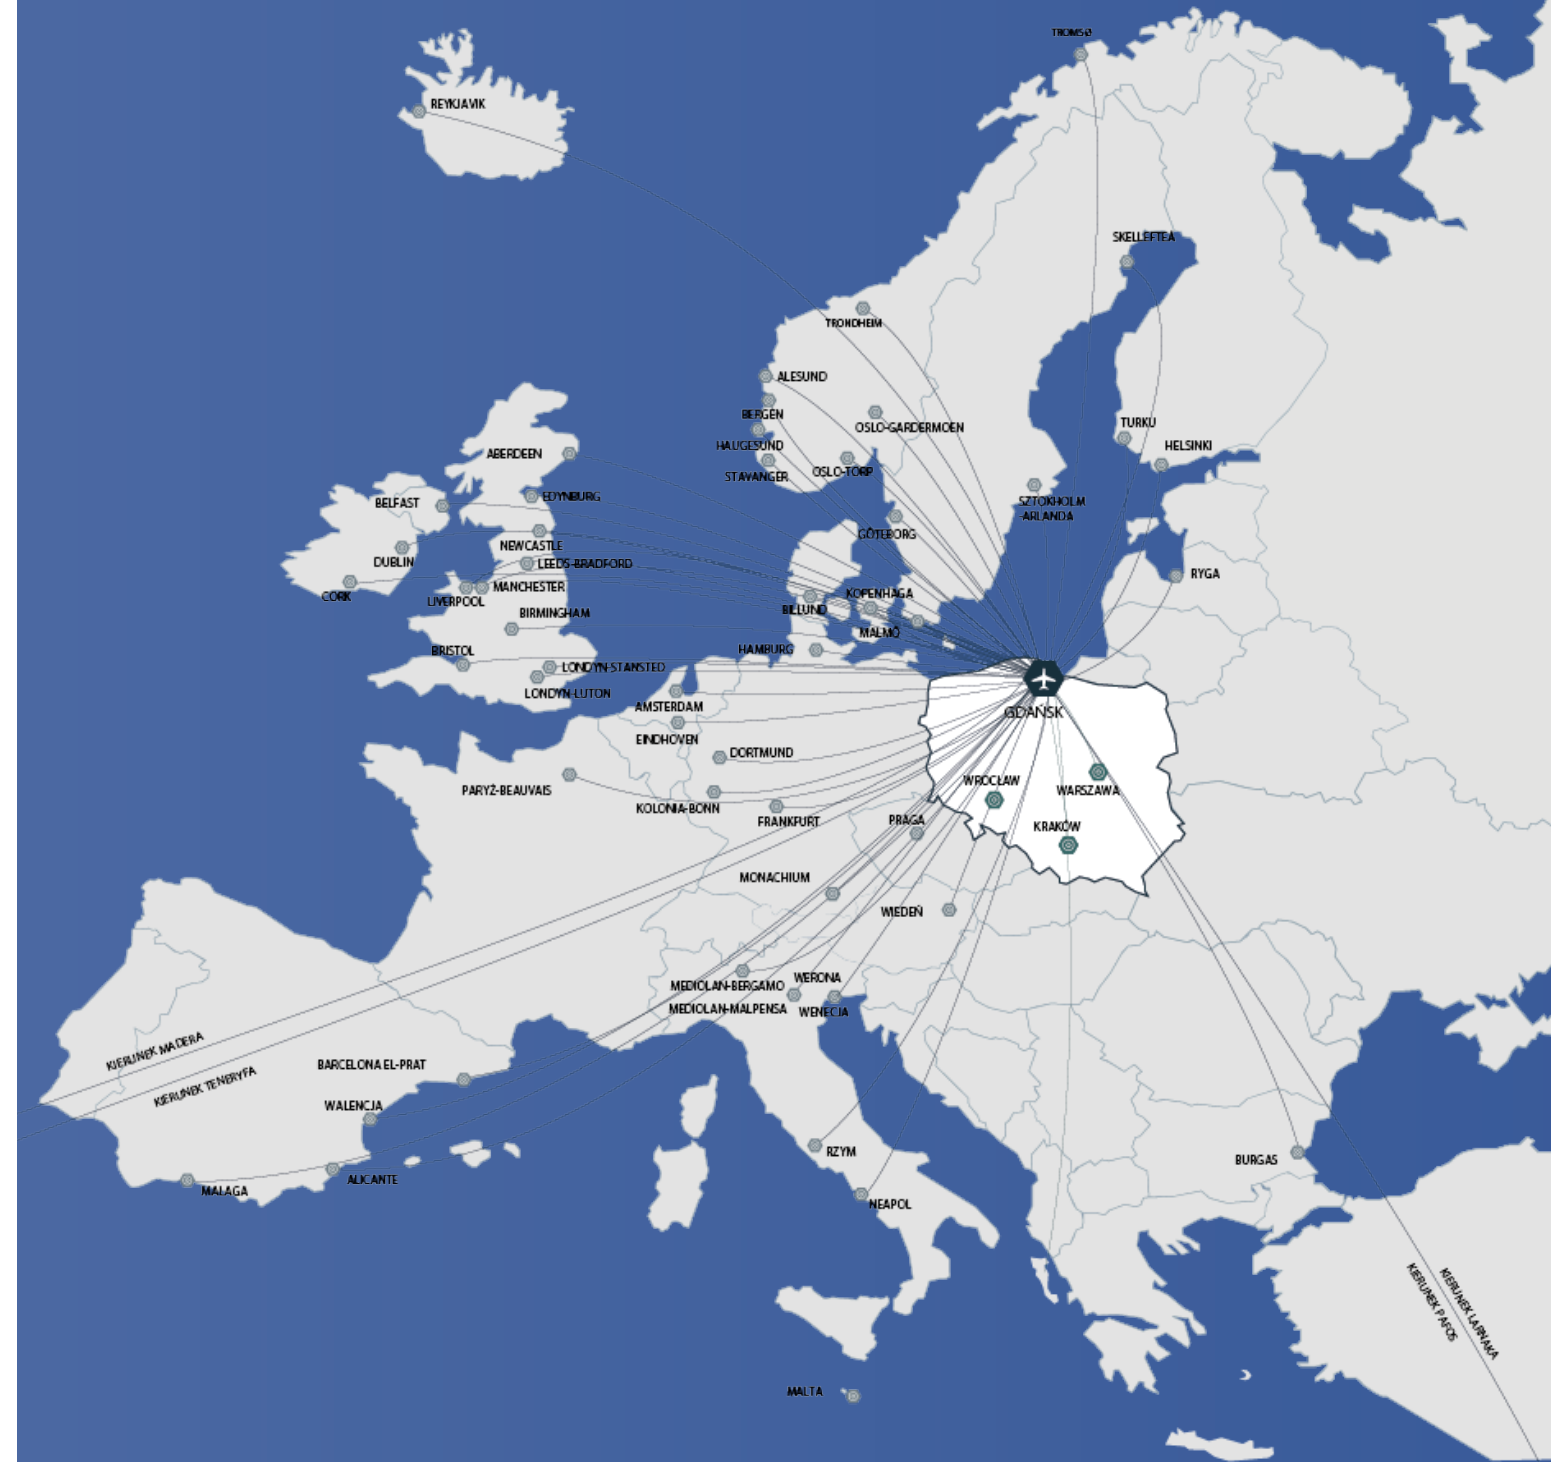 TROMSØ
REYKJAVIK
SKELLEFTEA
TRONDHEIM
ALESUND
BERGEN
OSLO-GARDERMOEN
TURKU
HAUGESUND
HELSINKI
ABERDEEN
STAVANGER
OSLO-TORP
EDYNBURG
BELFAST
SZTOKHOLM
-ARLANDA
GÖTEBORG
NEWCASTLE
DUBLIN
LEEDS-BRADFORD
RYGA
MANCHESTER
CORK
LIVERPOOL
KOPENHAGA
BILLUND
BIRMINGHAM
MALMÖ
BRISTOL
HAMBURG
LONDYN-STANSTED
LONDYN-LUTON
AMSTERDAM
GDAŃSK
EINDHOVEN
DORTMUND
WROCŁAW
PARYŻ-BEAUVAIS
WARSZAWA
KOLONIA-BONN
FRANKFURT
PRAGA
KRAKÓW
MONACHIUM
WIEDEŃ
WERONA
MEDIOLAN-BERGAMO
MEDIOLAN-MALPENSA
WENECJA
KIERUNEK MADERA
BARCELONA EL-PRAT
KIERUNEK TENERYFA
WALENCJA
RZYM
BURGAS
ALICANTE
MALAGA
NEAPOL
KIERUNEK LARNAKA
KIERUNEK PAFOS
MALTA